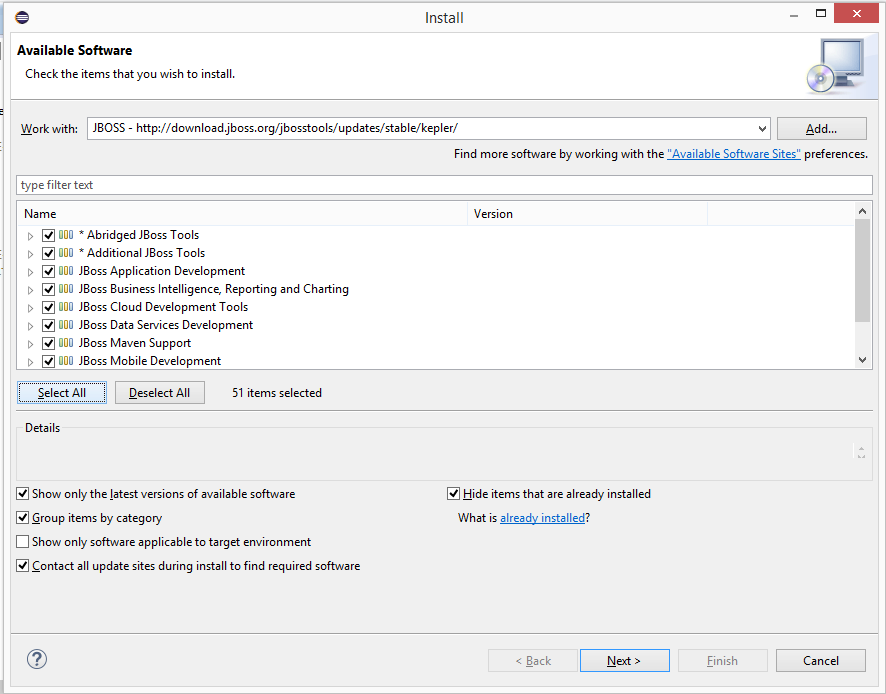 Install
Available Software
Check the items that you wish to install.
Work with: JBOSS - http://download.jboss.org/jbosstools/updates/stable/kepler/ Add...
Find more software by working with the "Available Software Sites" preferences.
type filter text
Name Version
* Abridged JBoss Tools
* Additional JBoss Tools
JBoss Application Development
JBoss Business Intelligence, Reporting and Charting
JBoss Cloud Development Tools
JBoss Data Services Development
JBoss Maven Support
JBoss Mobile Development
Select All Deselect All 51 items selected
Details
Show only the latest versions of available software Hide items that are already installed
Group items by category What is already installed?
Show only software applicable to target environment
Contact all update sites during install to find required software
? < Back Next > Finish Cancel